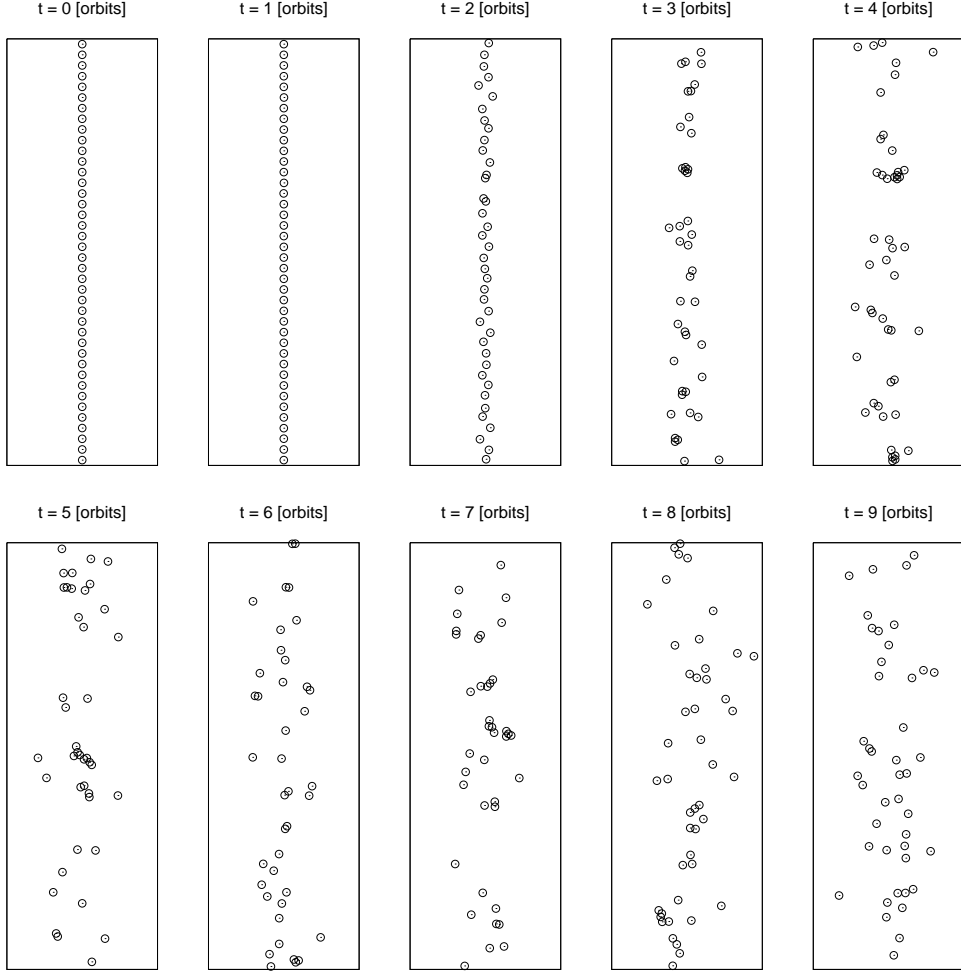 t = 0 [orbits] t = 1 [orbits] t = 2 [orbits] t = 3 [orbits] t = 4 [orbits]
t = 5 [orbits] t = 6 [orbits] t = 7 [orbits] t = 8 [orbits] t = 9 [orbits]